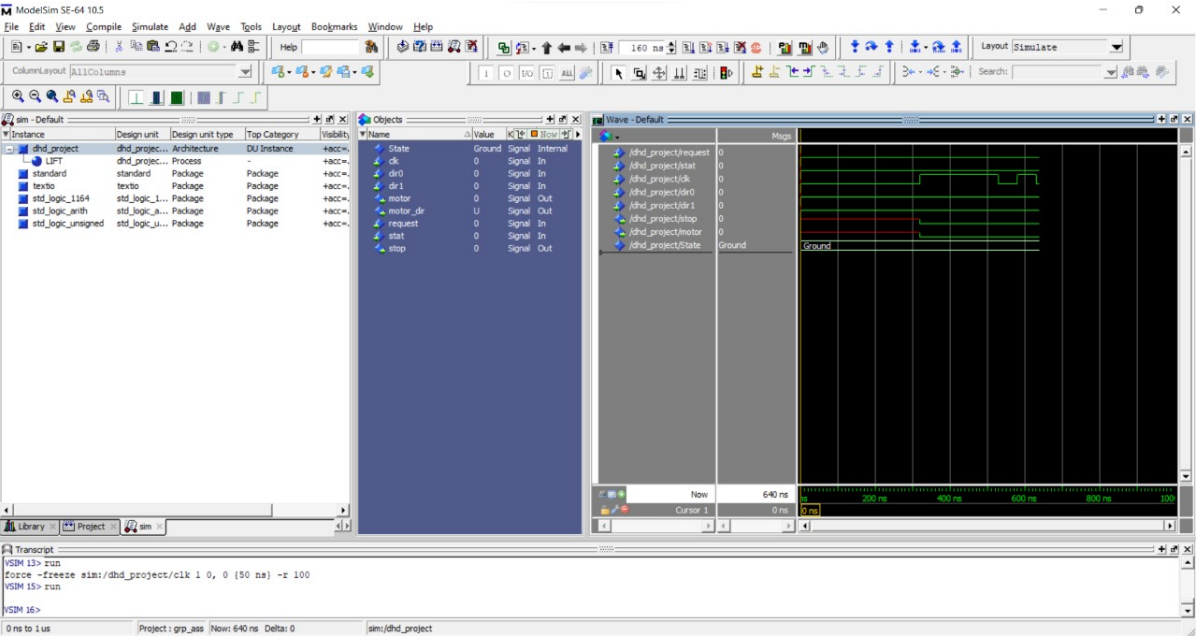 ModelSim SE-64 10.5
File Edit View Compile Simulate Add Wave Tools Layout Bookmarks Window Help
Help 160 ns Layout Simulate
ColumnLayout AllColumns I/O ALL Search:
sim - Default
Instance Design unit Design unit type Top Category Visibility
dhd_project dhd_projec... Architecture DU Instance +acc=.
LIFT dhd_projec... Process - +acc=.
standard standard Package Package +acc=.
textio textio Package Package +acc=.
std_logic_1164 std_logic_1... Package Package +acc=.
std_logic_arith std_logic_a... Package Package +acc=.
std_logic_unsigned std_logic_u... Package Package +acc=.
Library Project sim
Objects
Name Value K Now
State Ground Signal Internal
clk 0 Signal In
dir0 0 Signal In
dir1 0 Signal In
motor 0 Signal Out
motor_dir U Signal Out
request 0 Signal In
stat 0 Signal In
stop 0 Signal Out
Wave - Default
Msgs
/dhd_project/request 0
/dhd_project/stat 0
/dhd_project/clk 0
/dhd_project/dir0 0
/dhd_project/dir1 0
/dhd_project/stop 0
/dhd_project/motor 0
/dhd_project/State Ground Ground
Now 640 ns ns 200 ns 400 ns 600 ns 800 ns 100
Cursor 1 0 ns 0 ns
Transcript
VSIM 13> run
force -freeze sim:/dhd_project/clk 1 0, 0 {50 ns} -r 100
VSIM 15> run
VSIM 16>
0 ns to 1 us Project : grp_ass Now: 640 ns Delta: 0 sim:/dhd_project